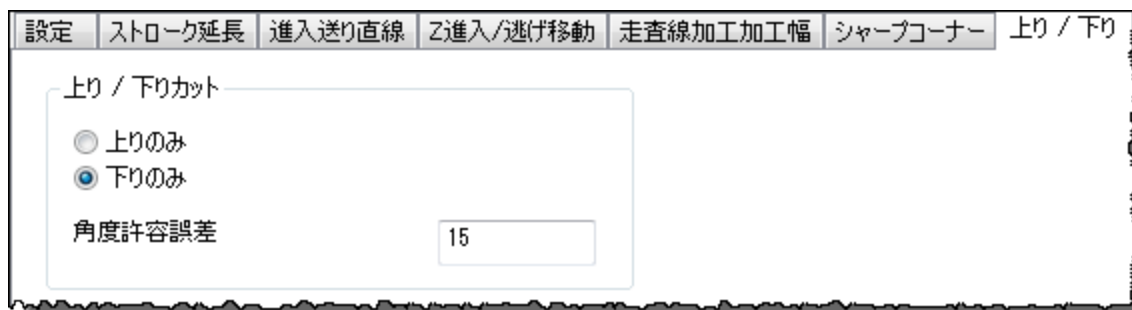 設定 ストローク延長 進入送り直線 Z進入/逃げ移動 走査線加工加工幅 シャープコーナー 上り / 下り
上り / 下りカット
上りのみ
下りのみ
角度許容誤差 15